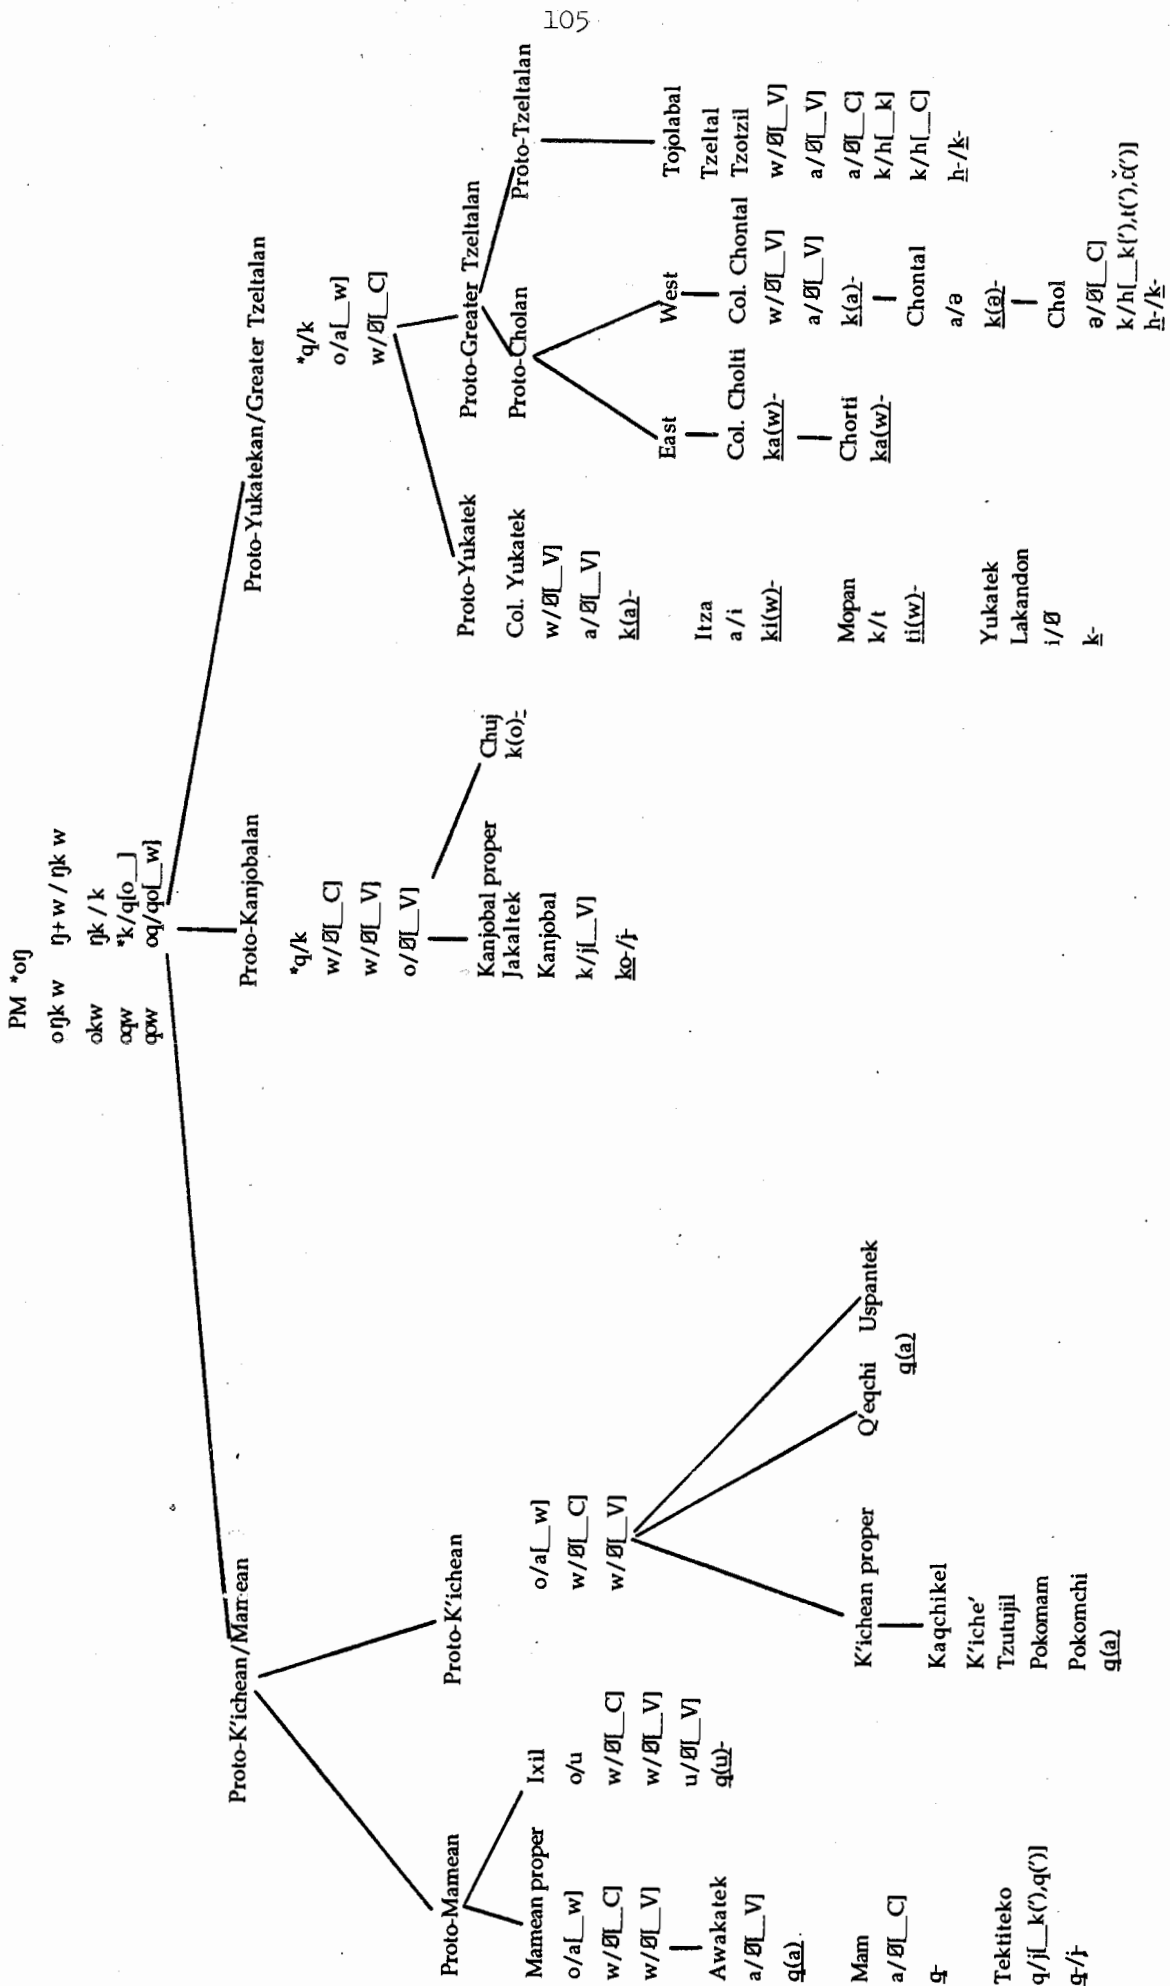 105
PM *oŋ
oŋk w ŋ+w / ŋk w
okw ŋk / k
oqw *k/q[o__]
qow oq/qo[__w]
Proto-K'ichean/Mamean
Proto-Mamean
Mamean proper
o/a[__w]
w/Ø[__C]
w/Ø[__V]
Awakatek
a/Ø[__V]
q(a)
Mam
a/Ø[__C]
q-
Tektiteko
q/j[__k('),q(')]
q-/j-
Ixil
o/u
w/Ø[__C]
w/Ø[__V]
u/Ø[__V]
q(u)-
Proto-K'ichean
o/a[__w]
w/Ø[__C]
w/Ø[__V]
K'ichean proper
Kaqchikel
K'iche'
Tzutujil
Pokomam
Pokomchi
q(a)
Q'eqchi Uspantek
q(a)
Proto-Kanjobalan
*q/k
w/Ø[__C]
w/Ø[__V]
o/Ø[__V]
Kanjobal proper
Jakaltek
Kanjobal
k/j[__V]
ko-/j-
Chuj
k(o)-
Proto-Yukatekan/Greater Tzeltalan
*q/k
o/a[__w]
w/Ø[__C]
Proto-Yukatek
Col. Yukatek
w/Ø[__V]
a/Ø[__V]
k(a)-
Itza
a/i
ki(w)-
Mopan
k/t
ti(w)-
Yukatek
Lakandon
i/Ø
k-
Proto-Greater Tzeltalan
Proto-Cholan
East
Col. Cholti
ka(w)-
Chorti
ka(w)-
West
Col. Chontal
w/Ø[__V]
a/Ø[__V]
k(a)-
Chontal
a/ə
k(ə)-
Chol
ə/Ø[__C]
k/h[__k('),t('),č(')]
h-/k-
Proto-Tzeltalan
Tojolabal
Tzeltal
Tzotzil
w/Ø[__V]
a/Ø[__V]
a/Ø[__C]
k/h[__k]
k/h[__C]
h-/k-